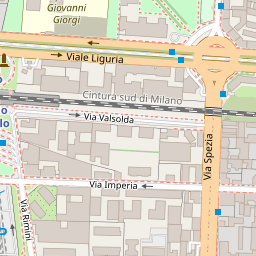 Giovanni
Giorgi
Viale Liguria
Cintura sud di Milano
Via Valsolda
Via Spezia
Via Imperia
Via Rimini